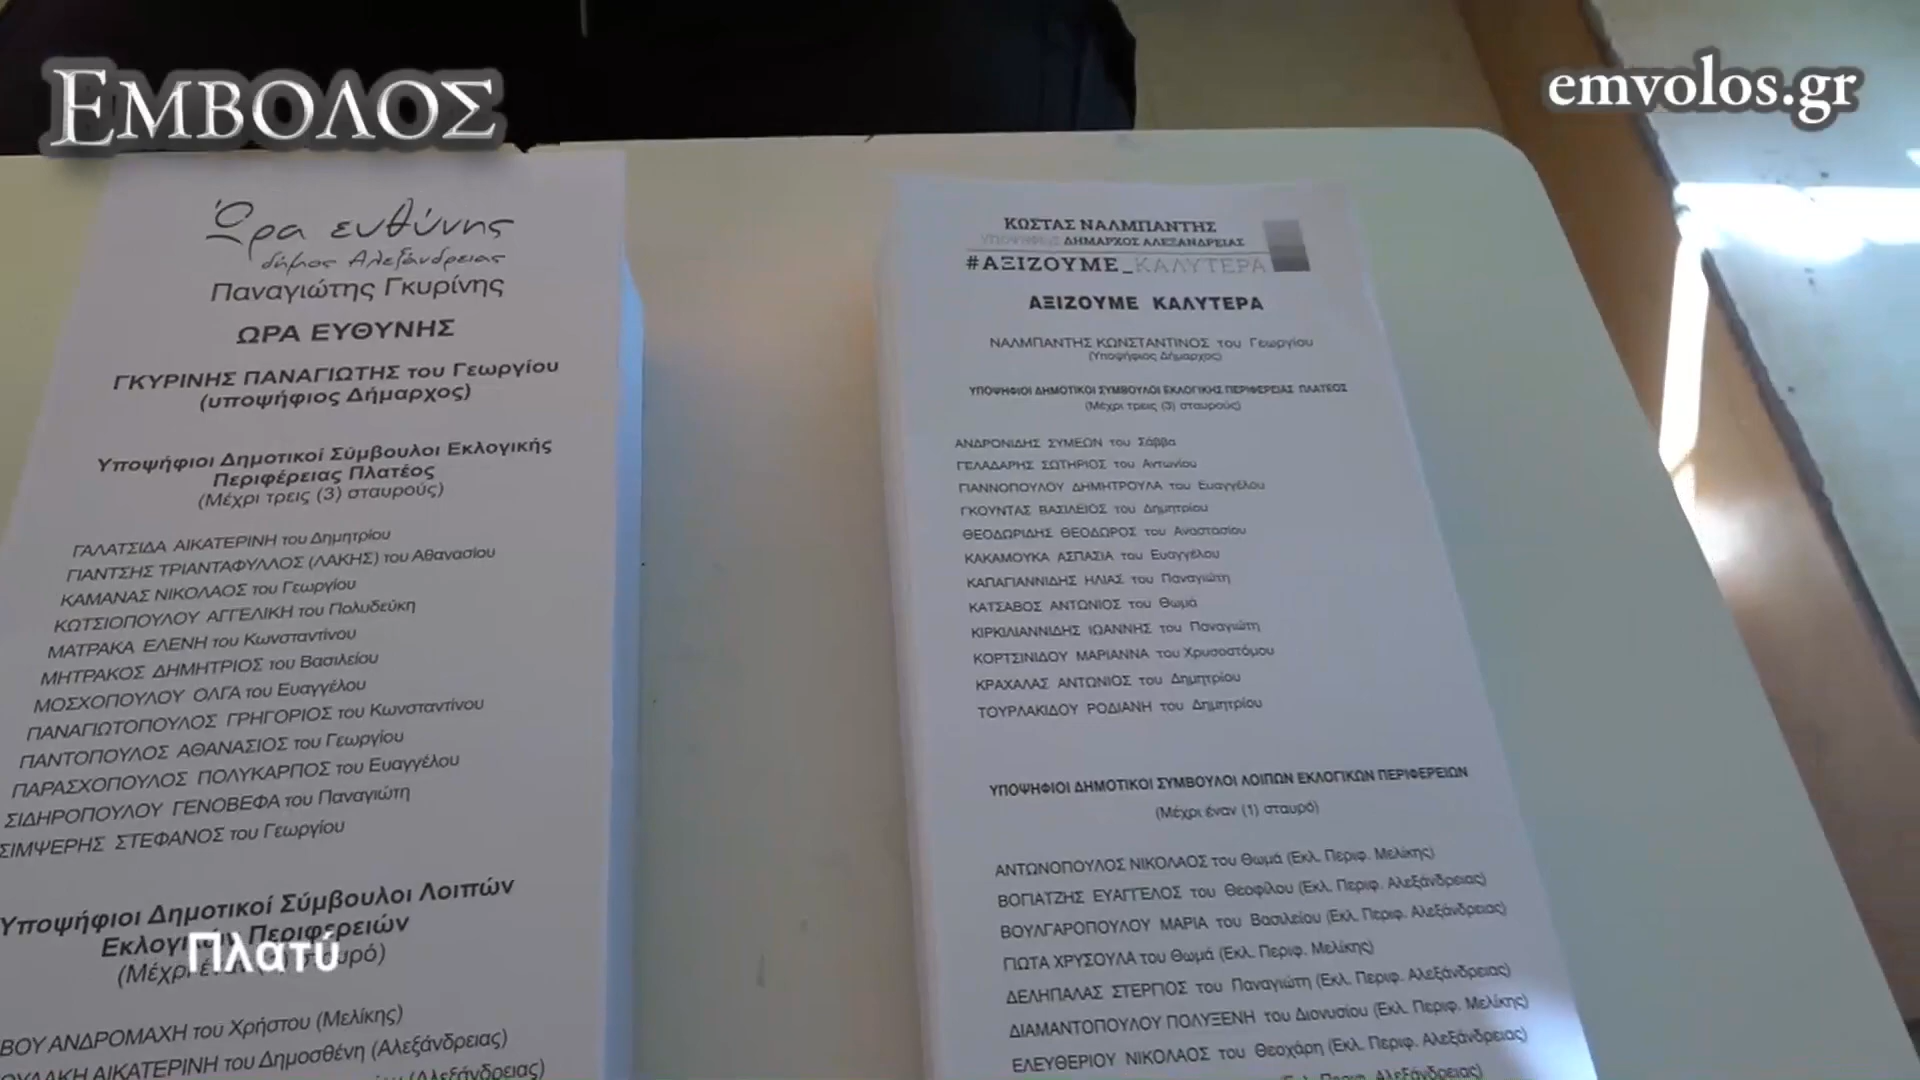 ΕΜΒΟΛΟΣ
emvolos.gr
Ώρα ευθύνης
δήμος Αλεξάνδρειας
Παναγιώτης Γκυρίνης
ΩΡΑ ΕΥΘΥΝΗΣ
ΓΚΥΡΙΝΗΣ ΠΑΝΑΓΙΩΤΗΣ του Γεωργίου
(υποψήφιος Δήμαρχος)
Υποψήφιοι Δημοτικοί Σύμβουλοι Εκλογικής
Περιφέρειας Πλατέος
(Μέχρι τρεις (3) σταυρούς)
ΓΑΛΑΤΣΙΔΑ ΑΙΚΑΤΕΡΙΝΗ του Δημητρίου
ΓΙΑΝΤΣΗΣ ΤΡΙΑΝΤΑΦΥΛΛΟΣ (ΛΑΚΗΣ) του Αθανασίου
ΚΑΜΑΝΑΣ ΝΙΚΟΛΑΟΣ του Γεωργίου
ΚΩΤΣΙΟΠΟΥΛΟΥ ΑΓΓΕΛΙΚΗ του Πολυδεύκη
ΜΑΤΡΑΚΑ ΕΛΕΝΗ του Κωνσταντίνου
ΜΗΤΡΑΚΟΣ ΔΗΜΗΤΡΙΟΣ του Βασιλείου
ΜΟΣΧΟΠΟΥΛΟΥ ΟΛΓΑ του Ευαγγέλου
ΠΑΝΑΓΙΩΤΟΠΟΥΛΟΣ ΓΡΗΓΟΡΙΟΣ του Κωνσταντίνου
ΠΑΝΤΟΠΟΥΛΟΣ ΑΘΑΝΑΣΙΟΣ του Γεωργίου
ΠΑΡΑΣΧΟΠΟΥΛΟΣ ΠΟΛΥΚΑΡΠΟΣ του Ευαγγέλου
ΣΙΔΗΡΟΠΟΥΛΟΥ ΓΕΝΟΒΕΦΑ του Παναγιώτη
ΣΙΜΨΕΡΗΣ ΣΤΕΦΑΝΟΣ του Γεωργίου
Υποψήφιοι Δημοτικοί Σύμβουλοι Λοιπών
Εκλογικών Περιφερειών
Πλατύ
ΑΝΔΡΟΜΑΧΗ του Χρήστου (Μελίκης)
ΑΙΚΑΤΕΡΙΝΗ του Δημοσθένη (Αλεξάνδρειας)
(Αλεξάνδρειας)
ΚΩΣΤΑΣ ΝΑΛΜΠΑΝΤΗΣ
ΥΠΟΨΗΦΙΟΣ ΔΗΜΑΡΧΟΣ ΑΛΕΞΑΝΔΡΕΙΑΣ
#ΑΞΙΖΟΥΜΕ_ΚΑΛΥΤΕΡΑ
ΑΞΙΖΟΥΜΕ ΚΑΛΥΤΕΡΑ
ΝΑΛΜΠΑΝΤΗΣ ΚΩΝΣΤΑΝΤΙΝΟΣ του Γεωργίου
(Υποψήφιος Δήμαρχος)
ΥΠΟΨΗΦΙΟΙ ΔΗΜΟΤΙΚΟΙ ΣΥΜΒΟΥΛΟΙ ΕΚΛΟΓΙΚΗΣ ΠΕΡΙΦΕΡΕΙΑΣ ΠΛΑΤΕΟΣ
(Μέχρι τρεις (3) σταυρούς)
ΑΝΔΡΟΝΙΔΗΣ ΣΥΜΕΩΝ του Σάββα
ΓΕΛΑΔΑΡΗΣ ΣΩΤΗΡΙΟΣ του Αντωνίου
ΓΙΑΝΝΟΠΟΥΛΟΥ ΔΗΜΗΤΡΟΥΛΑ του Ευαγγέλου
ΓΚΟΥΝΤΑΣ ΒΑΣΙΛΕΙΟΣ του Δημητρίου
ΘΕΟΔΩΡΙΔΗΣ ΘΕΟΔΩΡΟΣ του Αναστασίου
ΚΑΚΑΜΟΥΚΑ ΑΣΠΑΣΙΑ του Ευαγγέλου
ΚΑΠΑΓΙΑΝΝΙΔΗΣ ΗΛΙΑΣ του Παναγιώτη
ΚΑΤΣΑΒΟΣ ΑΝΤΩΝΙΟΣ του Θωμά
ΚΙΡΚΙΛΙΑΝΝΙΔΗΣ ΙΩΑΝΝΗΣ του Παναγιώτη
ΚΟΡΤΣΙΝΙΔΟΥ ΜΑΡΙΑΝΝΑ του Χρυσοστόμου
ΚΡΑΧΑΛΑΣ ΑΝΤΩΝΙΟΣ του Δημητρίου
ΤΟΥΡΛΑΚΙΔΟΥ ΡΟΔΙΑΝΗ του Δημητρίου
ΥΠΟΨΗΦΙΟΙ ΔΗΜΟΤΙΚΟΙ ΣΥΜΒΟΥΛΟΙ ΛΟΙΠΩΝ ΕΚΛΟΓΙΚΩΝ ΠΕΡΙΦΕΡΕΙΩΝ
(Μέχρι έναν (1) σταυρό)
ΑΝΤΩΝΟΠΟΥΛΟΣ ΝΙΚΟΛΑΟΣ του Θωμά (Εκλ. Περιφ. Μελίκης)
ΒΟΓΙΑΤΖΗΣ ΕΥΑΓΓΕΛΟΣ του Θεοφίλου (Εκλ. Περιφ. Αλεξάνδρειας)
ΒΟΥΛΓΑΡΟΠΟΥΛΟΥ ΜΑΡΙΑ του Βασιλείου (Εκλ. Περιφ. Αλεξάνδρειας)
ΓΙΩΤΑ ΧΡΥΣΟΥΛΑ του Θωμά (Εκλ. Περιφ. Μελίκης)
ΔΕΛΗΠΑΛΑΣ ΣΤΕΡΓΙΟΣ του Παναγιώτη (Εκλ. Περιφ. Αλεξάνδρειας)
ΔΙΑΜΑΝΤΟΠΟΥΛΟΥ ΠΟΛΥΞΕΝΗ του Διονυσίου (Εκλ. Περιφ. Μελίκης)
ΕΛΕΥΘΕΡΙΟΥ ΝΙΚΟΛΑΟΣ του Θεοχάρη (Εκλ. Περιφ. Αλεξάνδρειας)